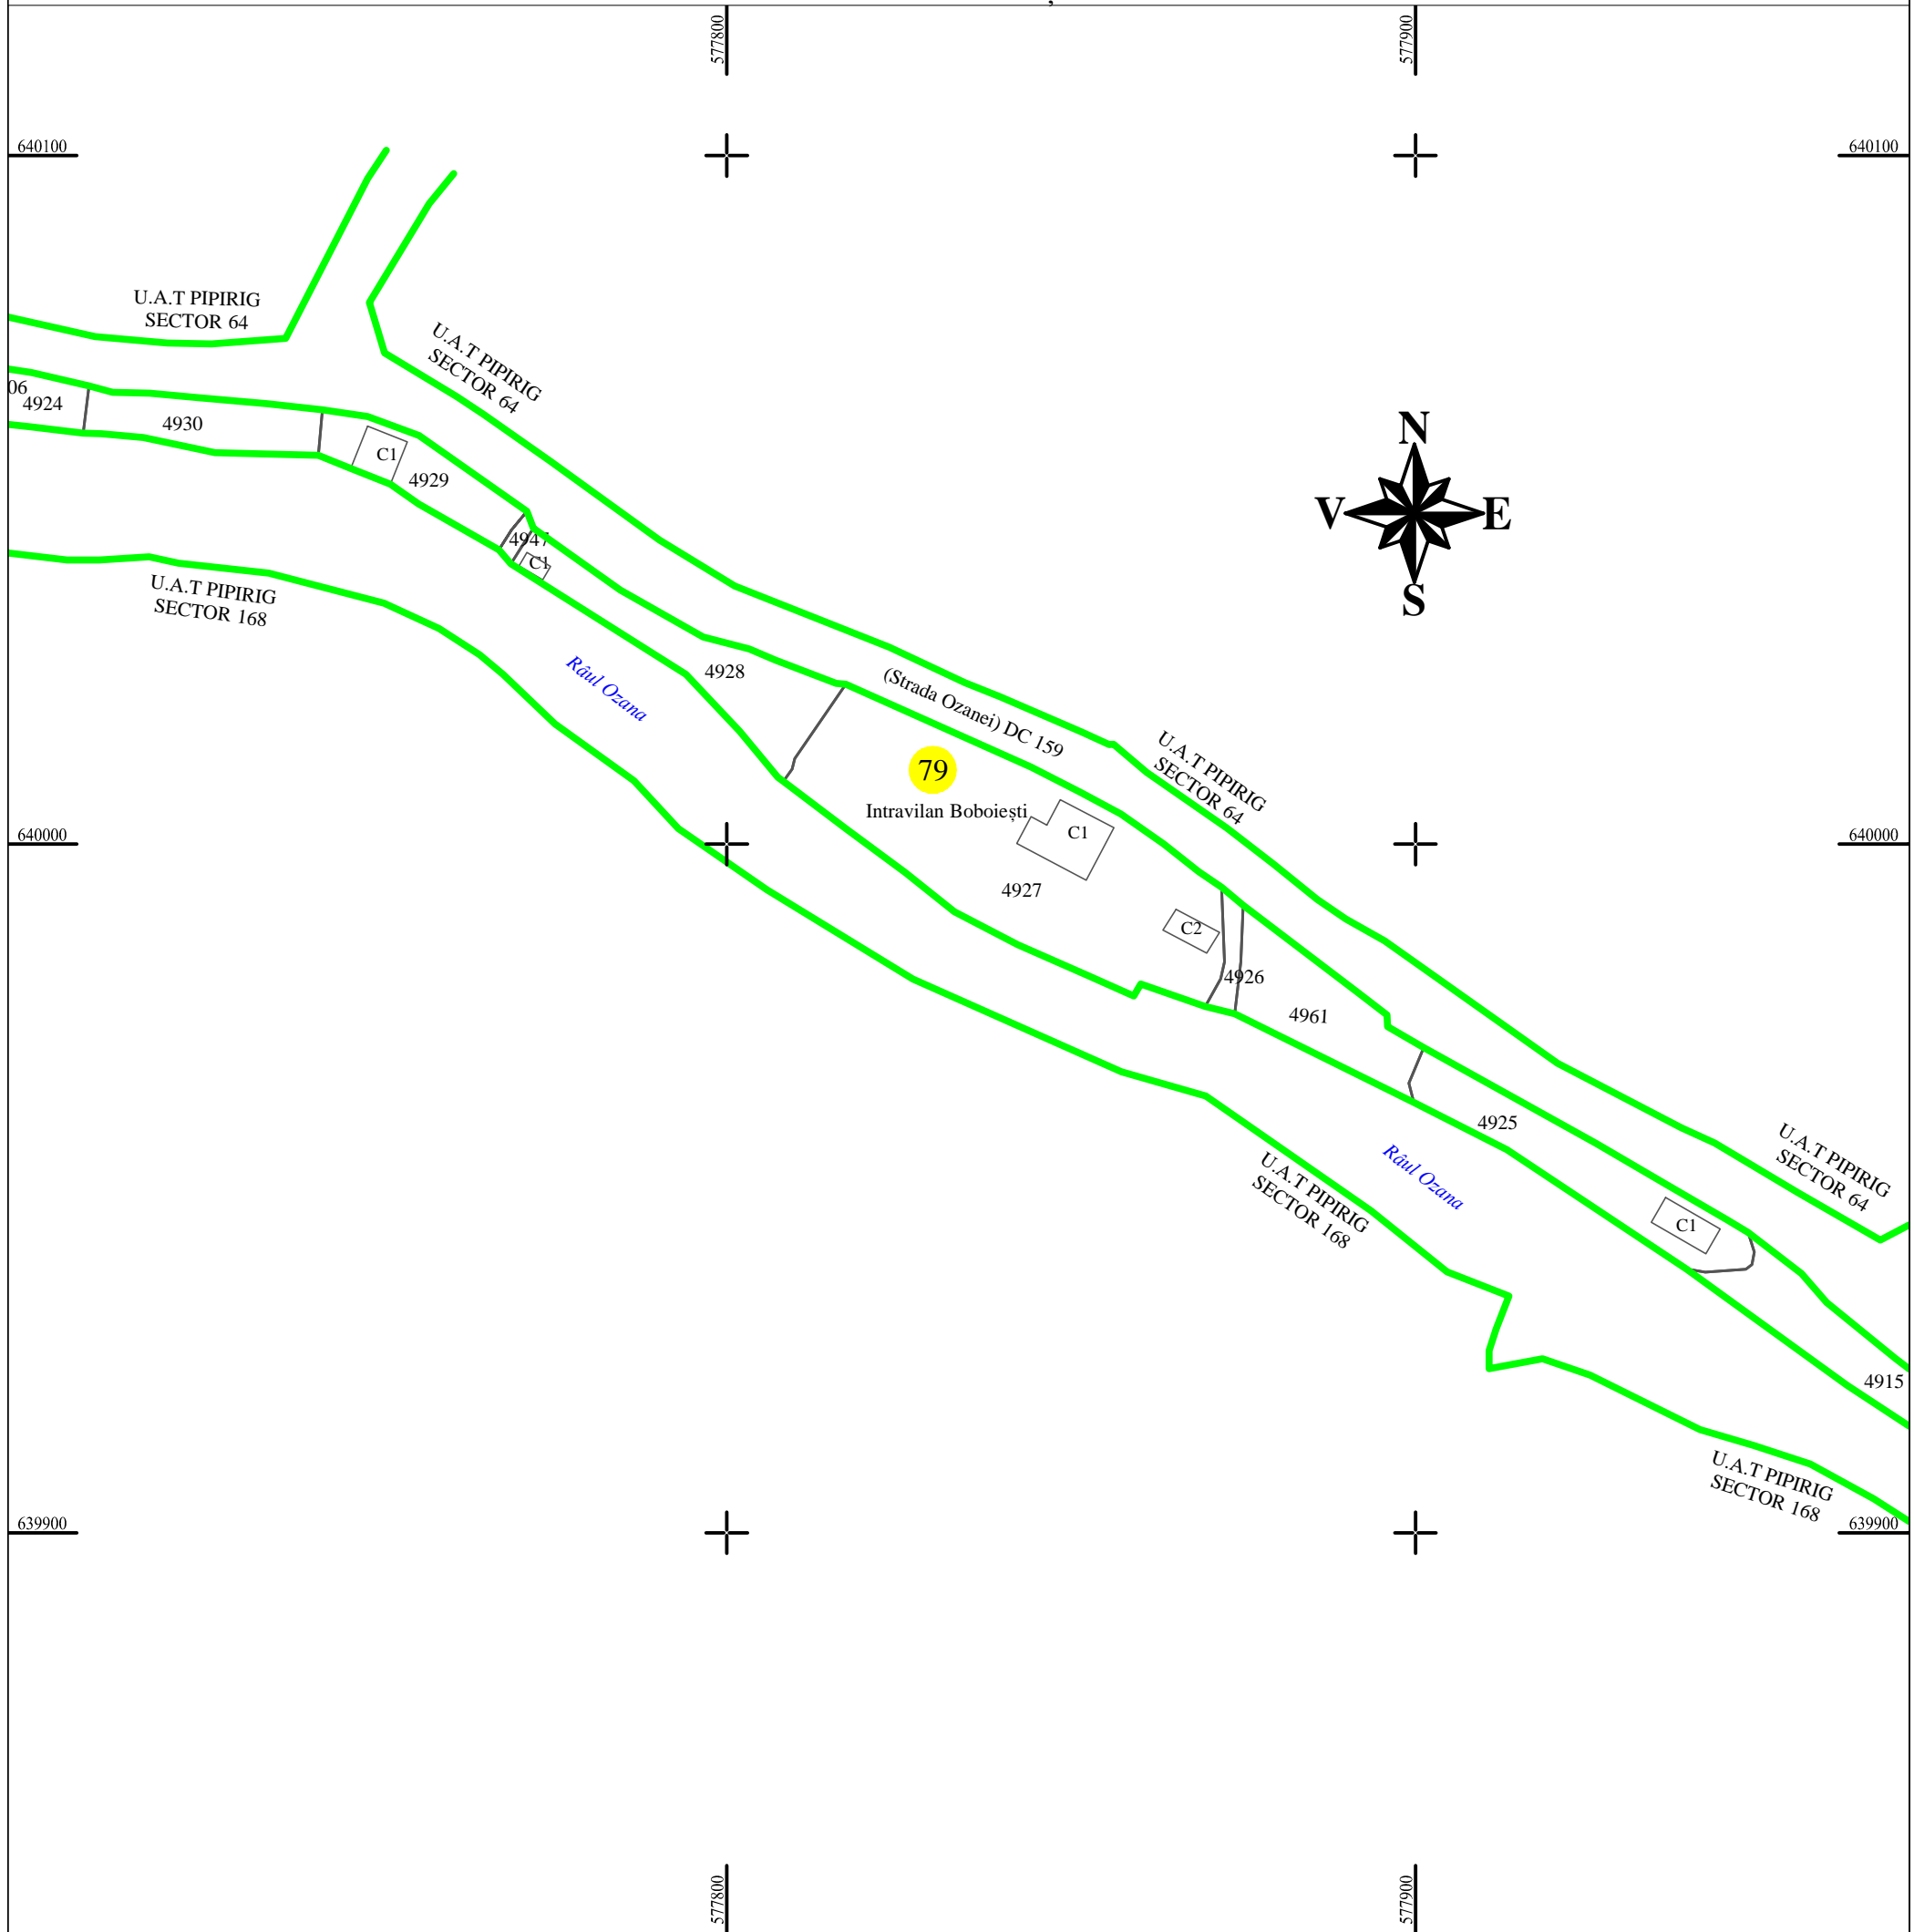 577800
577900
640100
640100
U.A.T PIPIRIG
SECTOR 64
U.A.T PIPIRIG
SECTOR 64
06
4924
4930
C1
4929
N
V
E
S
4947
C1
U.A.T PIPIRIG
SECTOR 168
Râul Ozana
4928
(Strada Ozanei) DC 159
79
Intravilan Boboiești
C1
U.A.T PIPIRIG
SECTOR 64
640000
640000
4927
C2
4926
4961
4925
Râul Ozana
U.A.T PIPIRIG
SECTOR 168
U.A.T PIPIRIG
SECTOR 64
C1
4915
U.A.T PIPIRIG
SECTOR 168
639900
639900
577800
577900